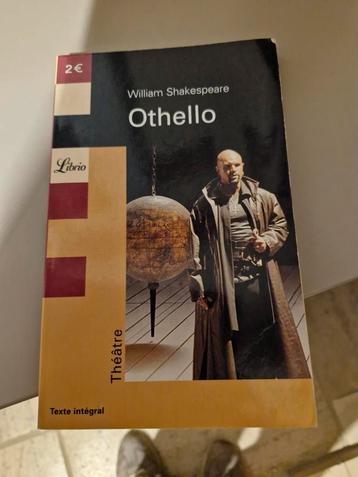 2€
William Shakespeare
Othello
Librio
Théâtre
Texte intégral